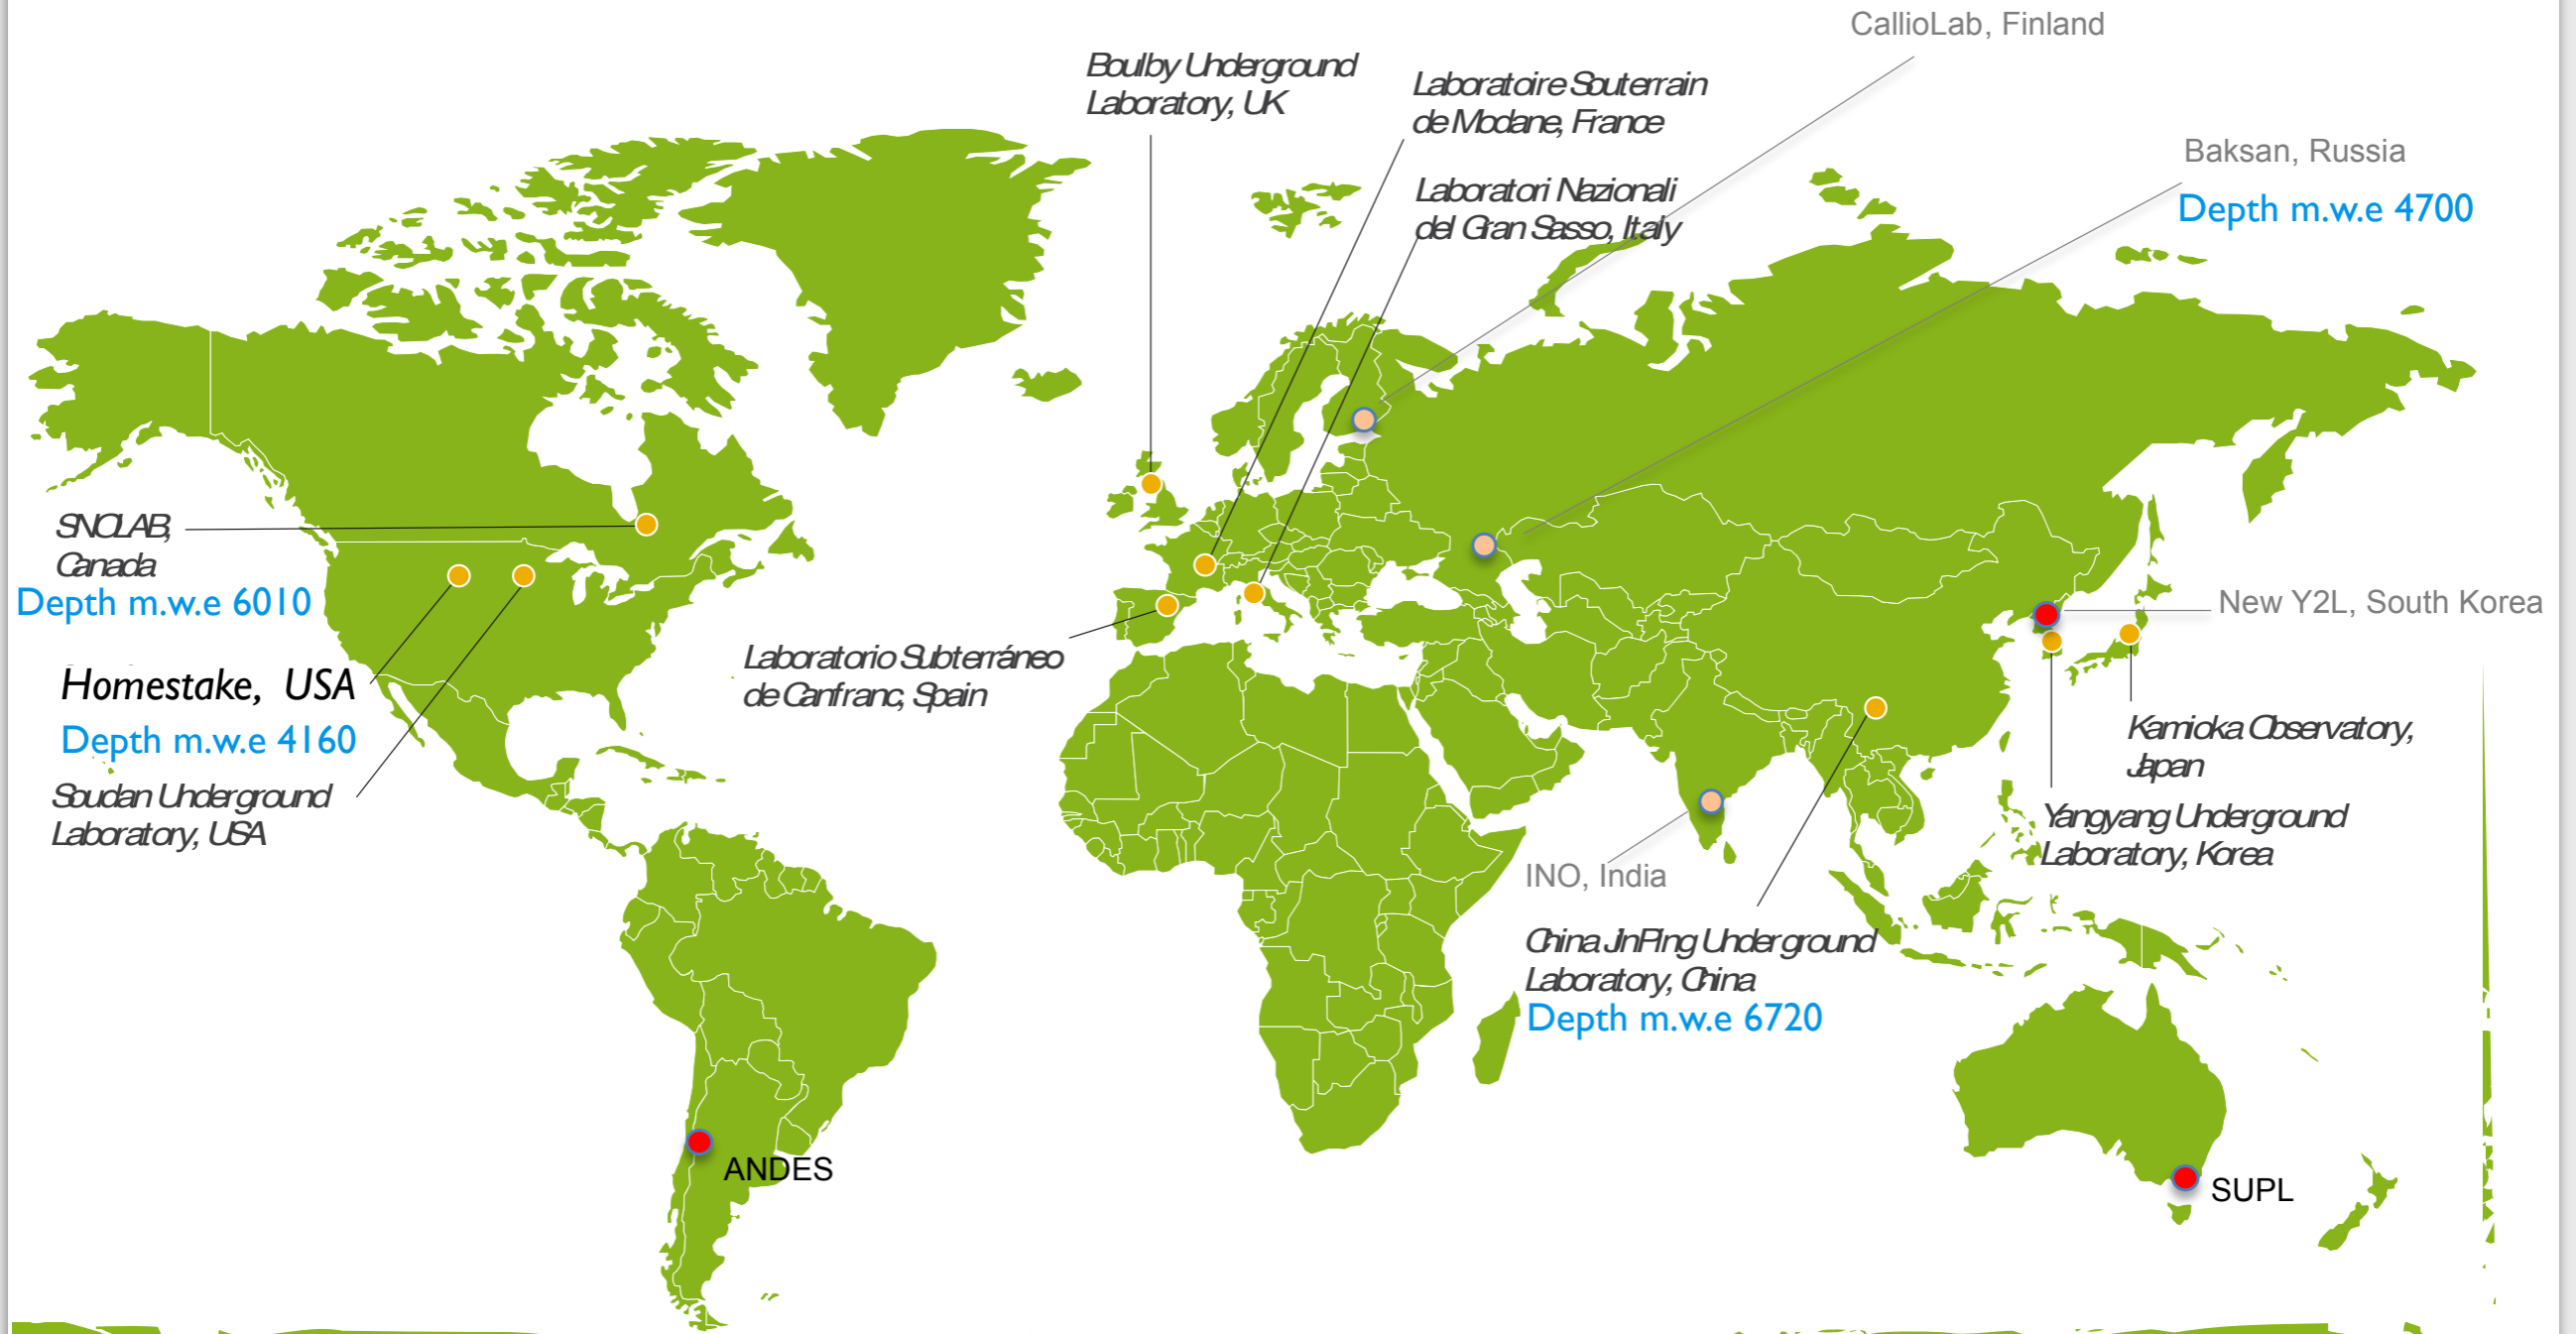 CallioLab, Finland
Boulby Underground
Laboratory, UK
Laboratoire Souterrain
de Modane, France
Baksan, Russia
Depth m.w.e 4700
Laboratori Nazionali
del Gran Sasso, Italy
SNOLAB,
Canada
Depth m.w.e 6010
New Y2L, South Korea
Homestake, USA
Depth m.w.e 4160
Laboratorio Subterráneo
de Canfranc, Spain
Kamioka Observatory,
Japan
Soudan Underground
Laboratory, USA
Yangyang Underground
Laboratory, Korea
INO, India
China JinPing Underground
Laboratory, China
Depth m.w.e 6720
ANDES
SUPL